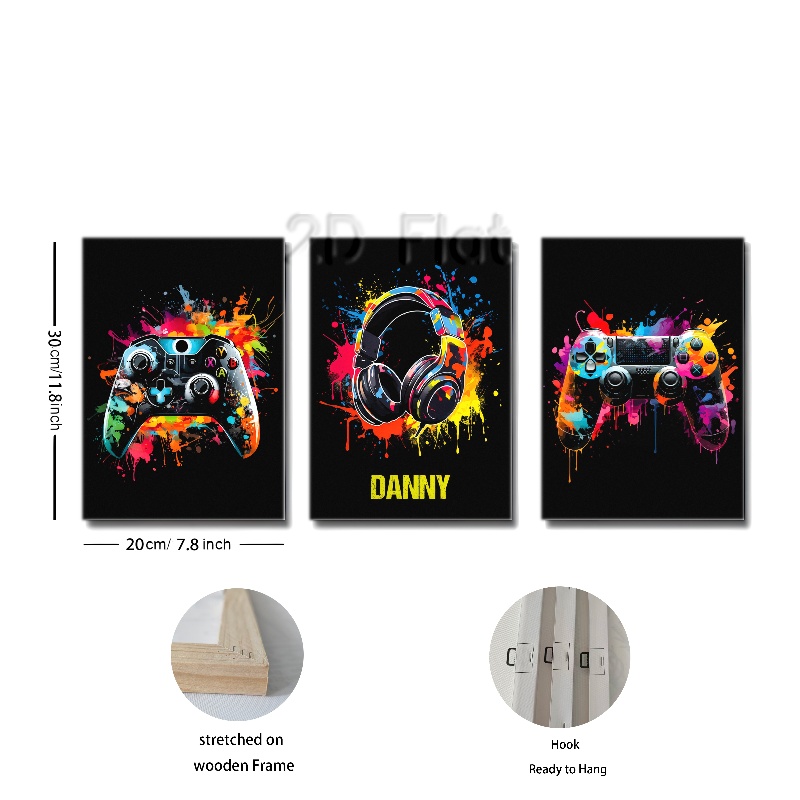 2D Flat
30cm/11.8inch
Y
B
X
A
DANNY
20cm/ 7.8 inch
stretched on
wooden Frame
Hook
Ready to Hang